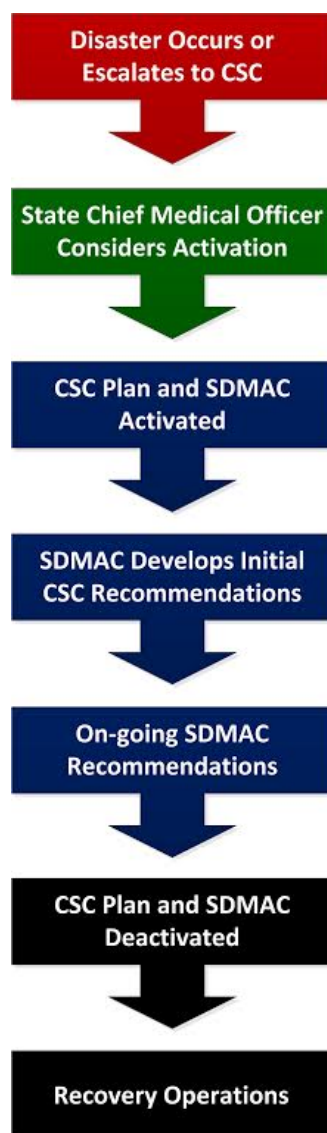 Disaster Occurs or
Escalates to CSC
State Chief Medical Officer
Considers Activation
CSC Plan and SDMAC
Activated
SDMAC Develops Initial
CSC Recommendations
On-going SDMAC
Recommendations
CSC Plan and SDMAC
Deactivated
Recovery Operations